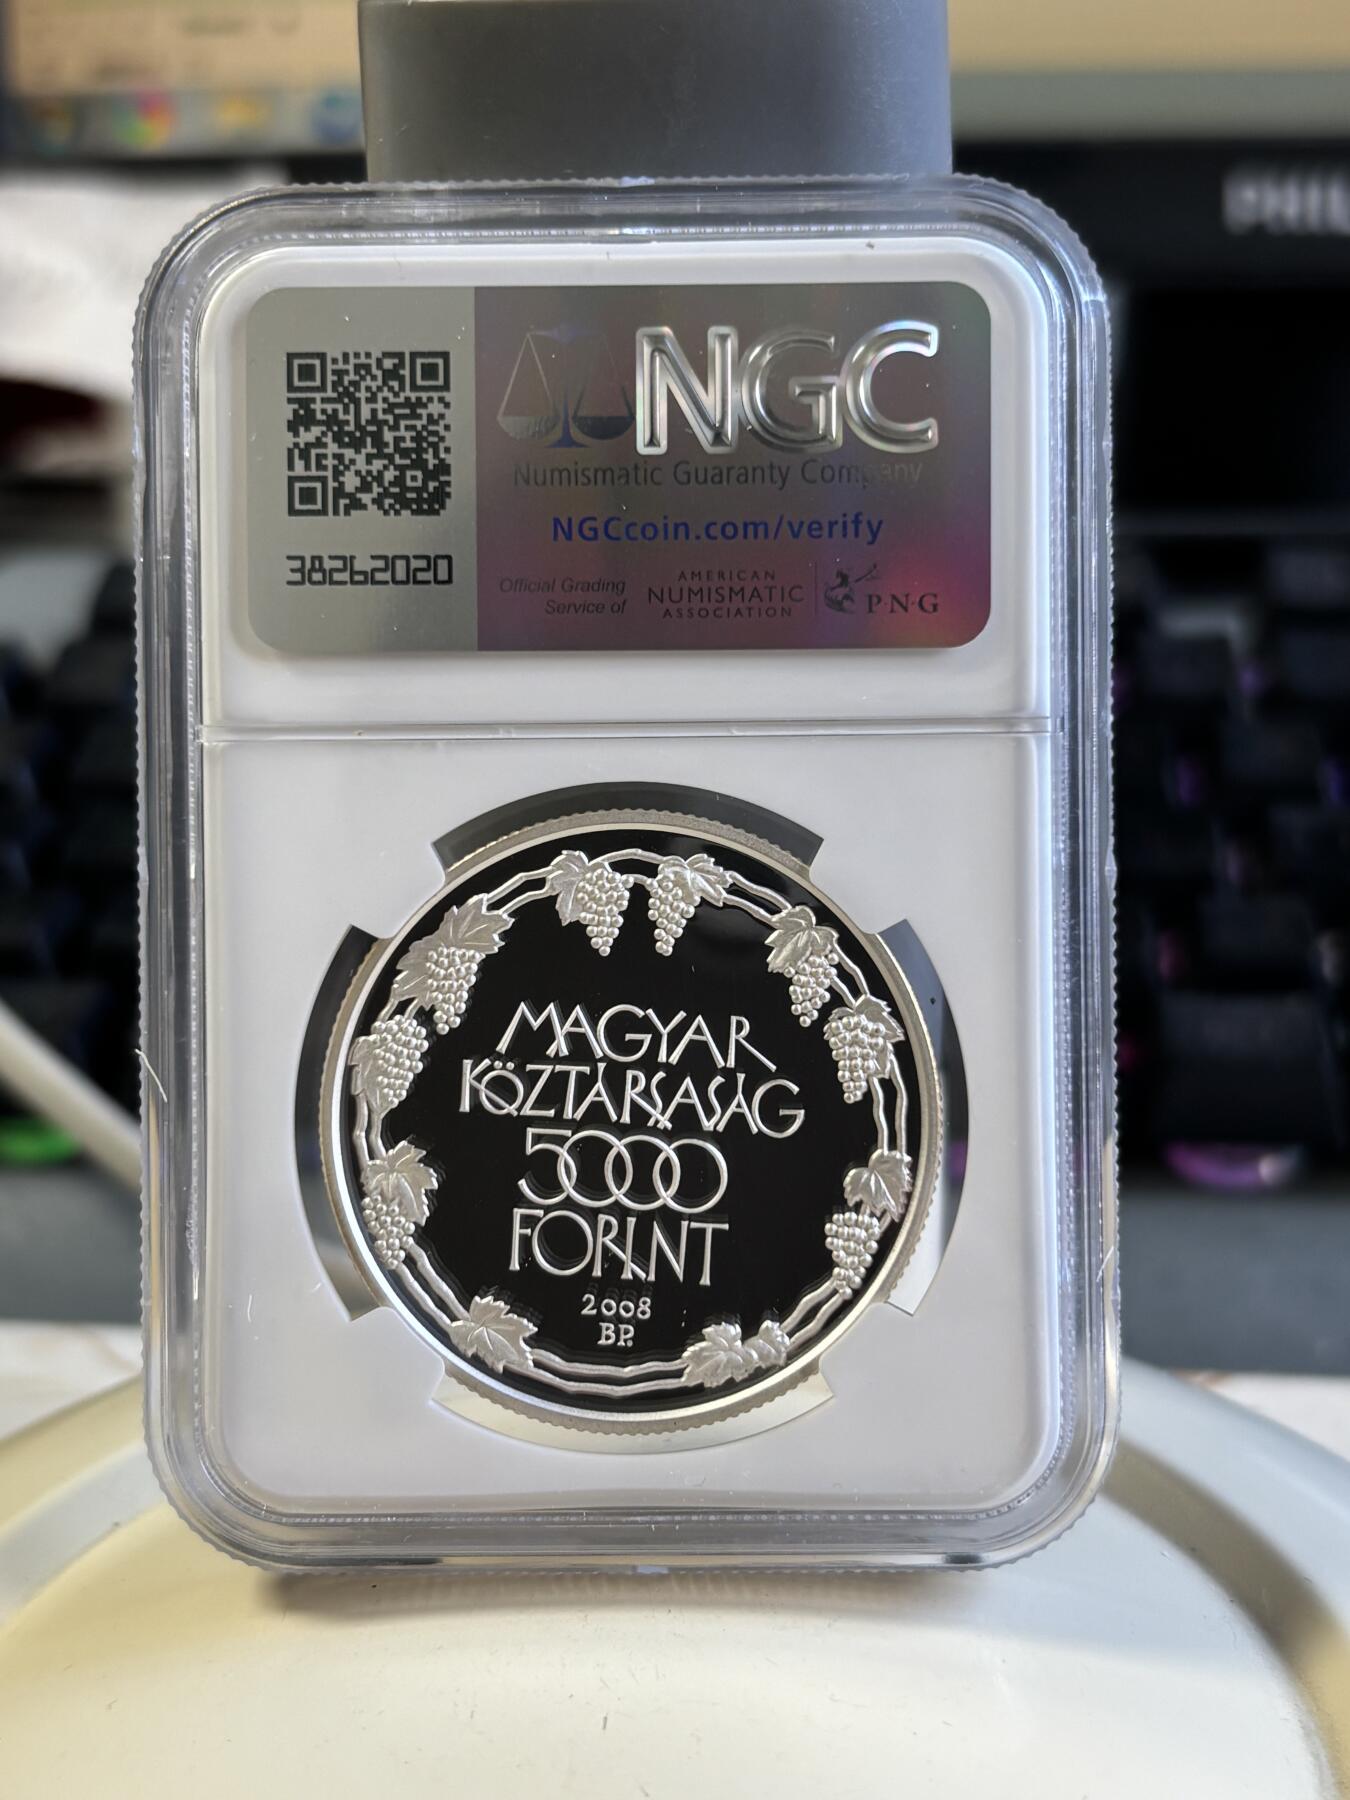 NGC
Numismatic Guaranty Company
NGCcoin.com/verify
38262020
Official Grading
Service of
AMERICAN
NUMISMATIC
ASSOCIATION
P·N·G
MAGYAR
KÖZTÁRSASÁG
5000
FORINT
2008
BP.